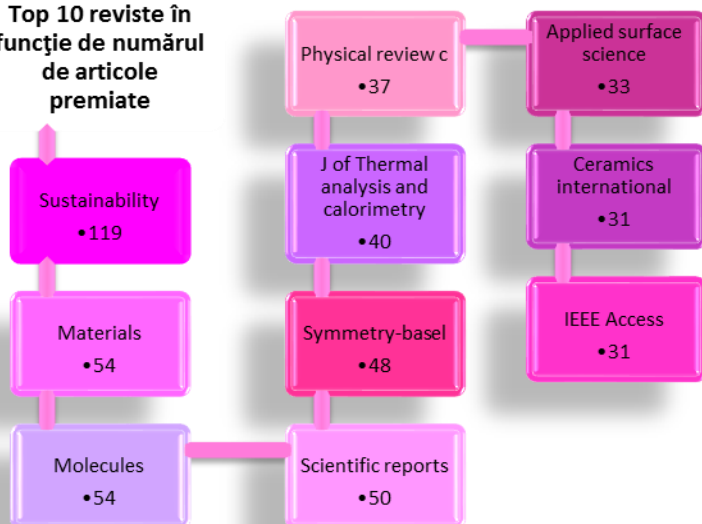 Top 10 reviste în
funcţie de numărul
de articole
premiate
Sustainability
•119
Materials
•54
Molecules
•54
Scientific reports
•50
Symmetry-basel
•48
J of Thermal
analysis and
calorimetry
•40
Physical review c
•37
Applied surface
science
•33
Ceramics
international
•31
IEEE Access
•31